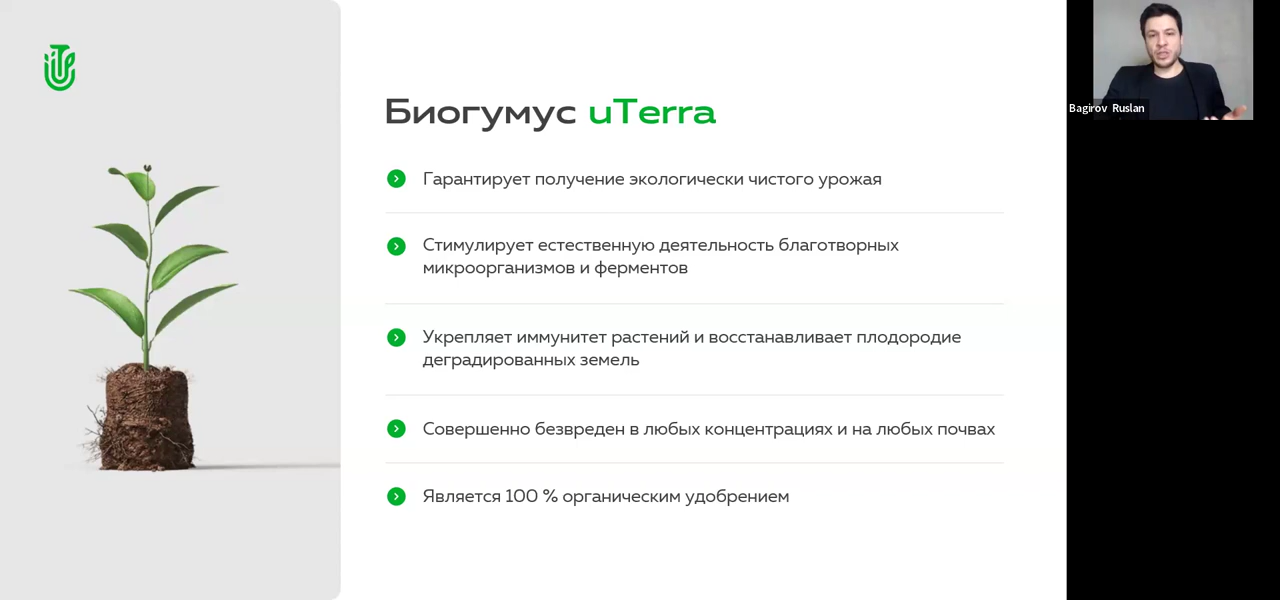 Биогумус uTerra
Гарантирует получение экологически чистого урожая
Стимулирует естественную деятельность благотворных
микроорганизмов и ферментов
Укрепляет иммунитет растений и восстанавливает плодородие
деградированных земель
Совершенно безвреден в любых концентрациях и на любых почвах
Является 100 % органическим удобрением
Bagirov Ruslan